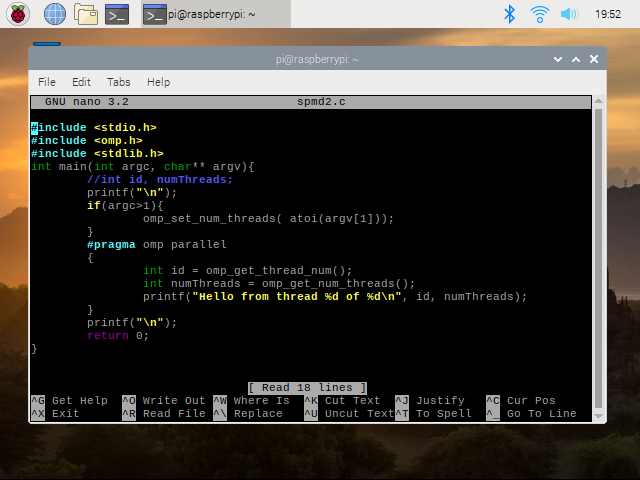 pi@raspberrypi: ~
19:52
pi@raspberrypi: ~
File Edit Tabs Help
GNU nano 3.2 spmd2.c
#include <stdio.h>
#include <omp.h>
#include <stdlib.h>
int main(int argc, char** argv){
//int id, numThreads;
printf("\n");
if(argc>1){
omp_set_num_threads( atoi(argv[1]));
}
#pragma omp parallel
{
int id = omp_get_thread_num();
int numThreads = omp_get_num_threads();
printf("Hello from thread %d of %d\n", id, numThreads);
}
printf("\n");
return 0;
}
[ Read 18 lines ]
^G Get Help ^O Write Out ^W Where Is ^K Cut Text ^J Justify ^C Cur Pos
^X Exit ^R Read File ^\ Replace ^U Uncut Text ^T To Spell ^_ Go To Line